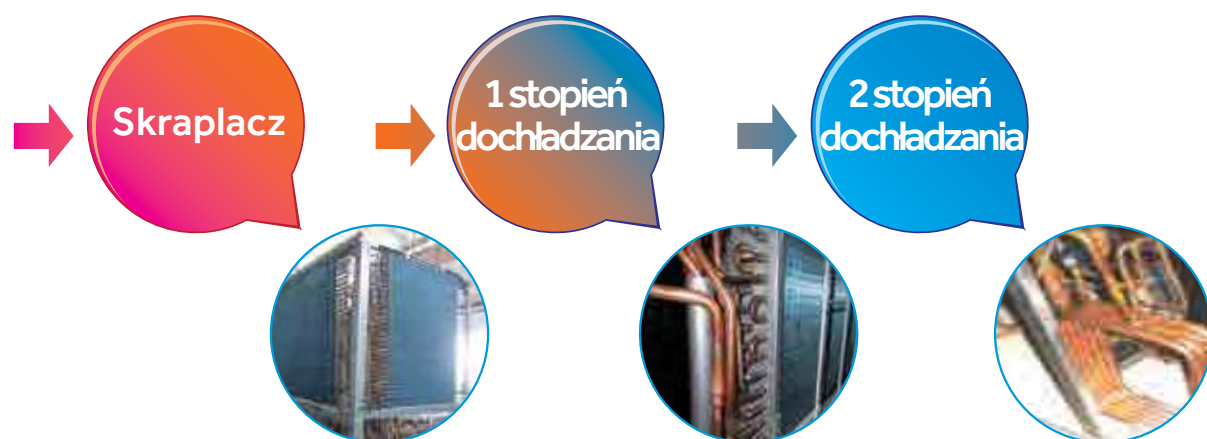 Skraplacz
1 stopień
dochładzania
2 stopień
dochładzania